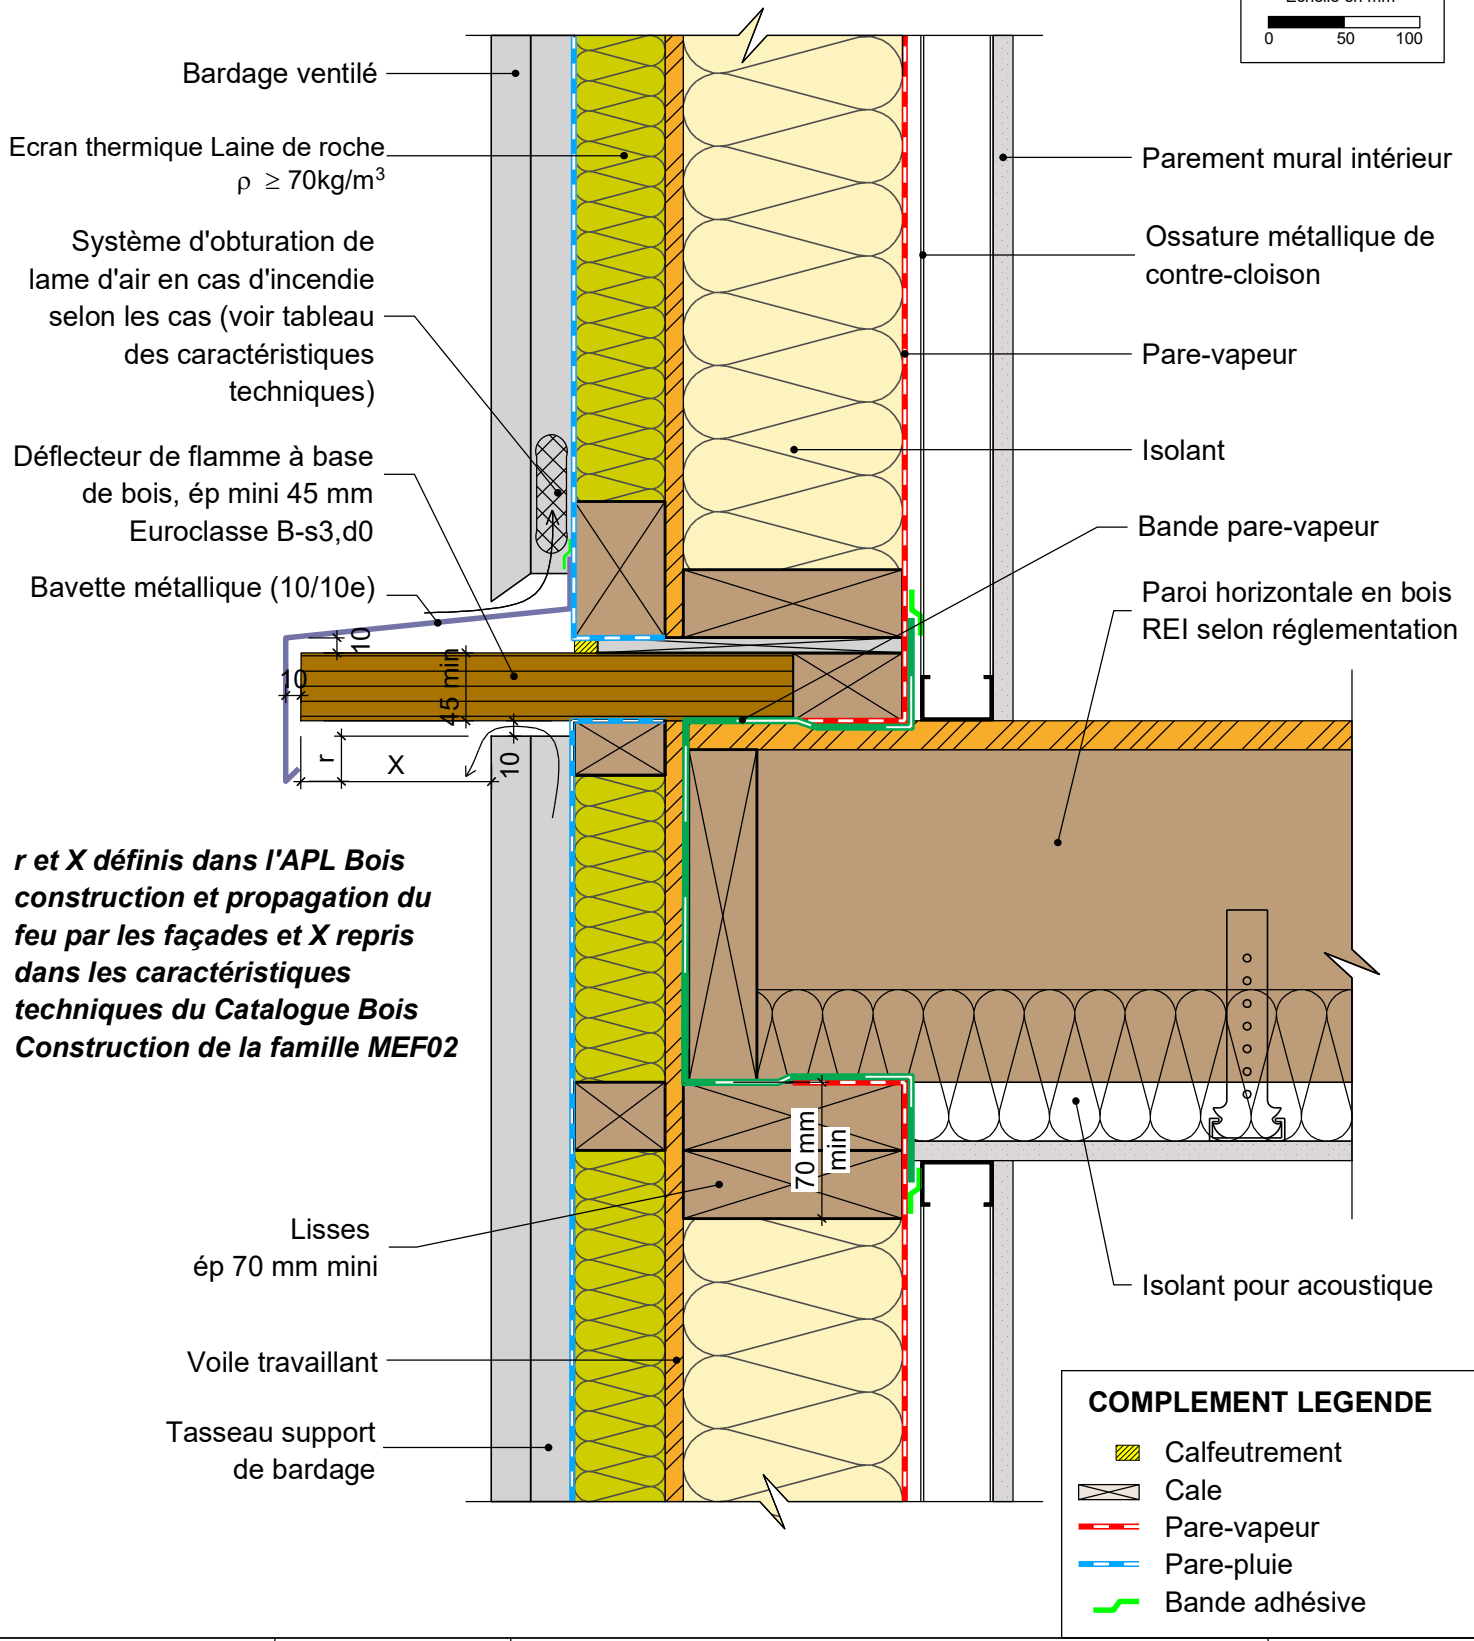 Echelle en mm
0 50 100
Bardage ventilé
Ecran thermique Laine de roche
ρ ≥ 70kg/m³
Système d'obturation de
lame d'air en cas d'incendie
selon les cas (voir tableau
des caractéristiques
techniques)
Déflecteur de flamme à base
de bois, ép mini 45 mm
Euroclasse B-s3,d0
Bavette métallique (10/10e)
Parement mural intérieur
Ossature métallique de
contre-cloison
Pare-vapeur
Isolant
Bande pare-vapeur
Paroi horizontale en bois
REI selon réglementation
10
10
45 min
r
X
10
r et X définis dans l'APL Bois
construction et propagation du
feu par les façades et X repris
dans les caractéristiques
techniques du Catalogue Bois
Construction de la famille MEF02
70 mm
min
Lisses
ép 70 mm mini
Voile travaillant
Tasseau support
de bardage
Isolant pour acoustique
COMPLEMENT LEGENDE
Calfeutrement
Cale
Pare-vapeur
Pare-pluie
Bande adhésive